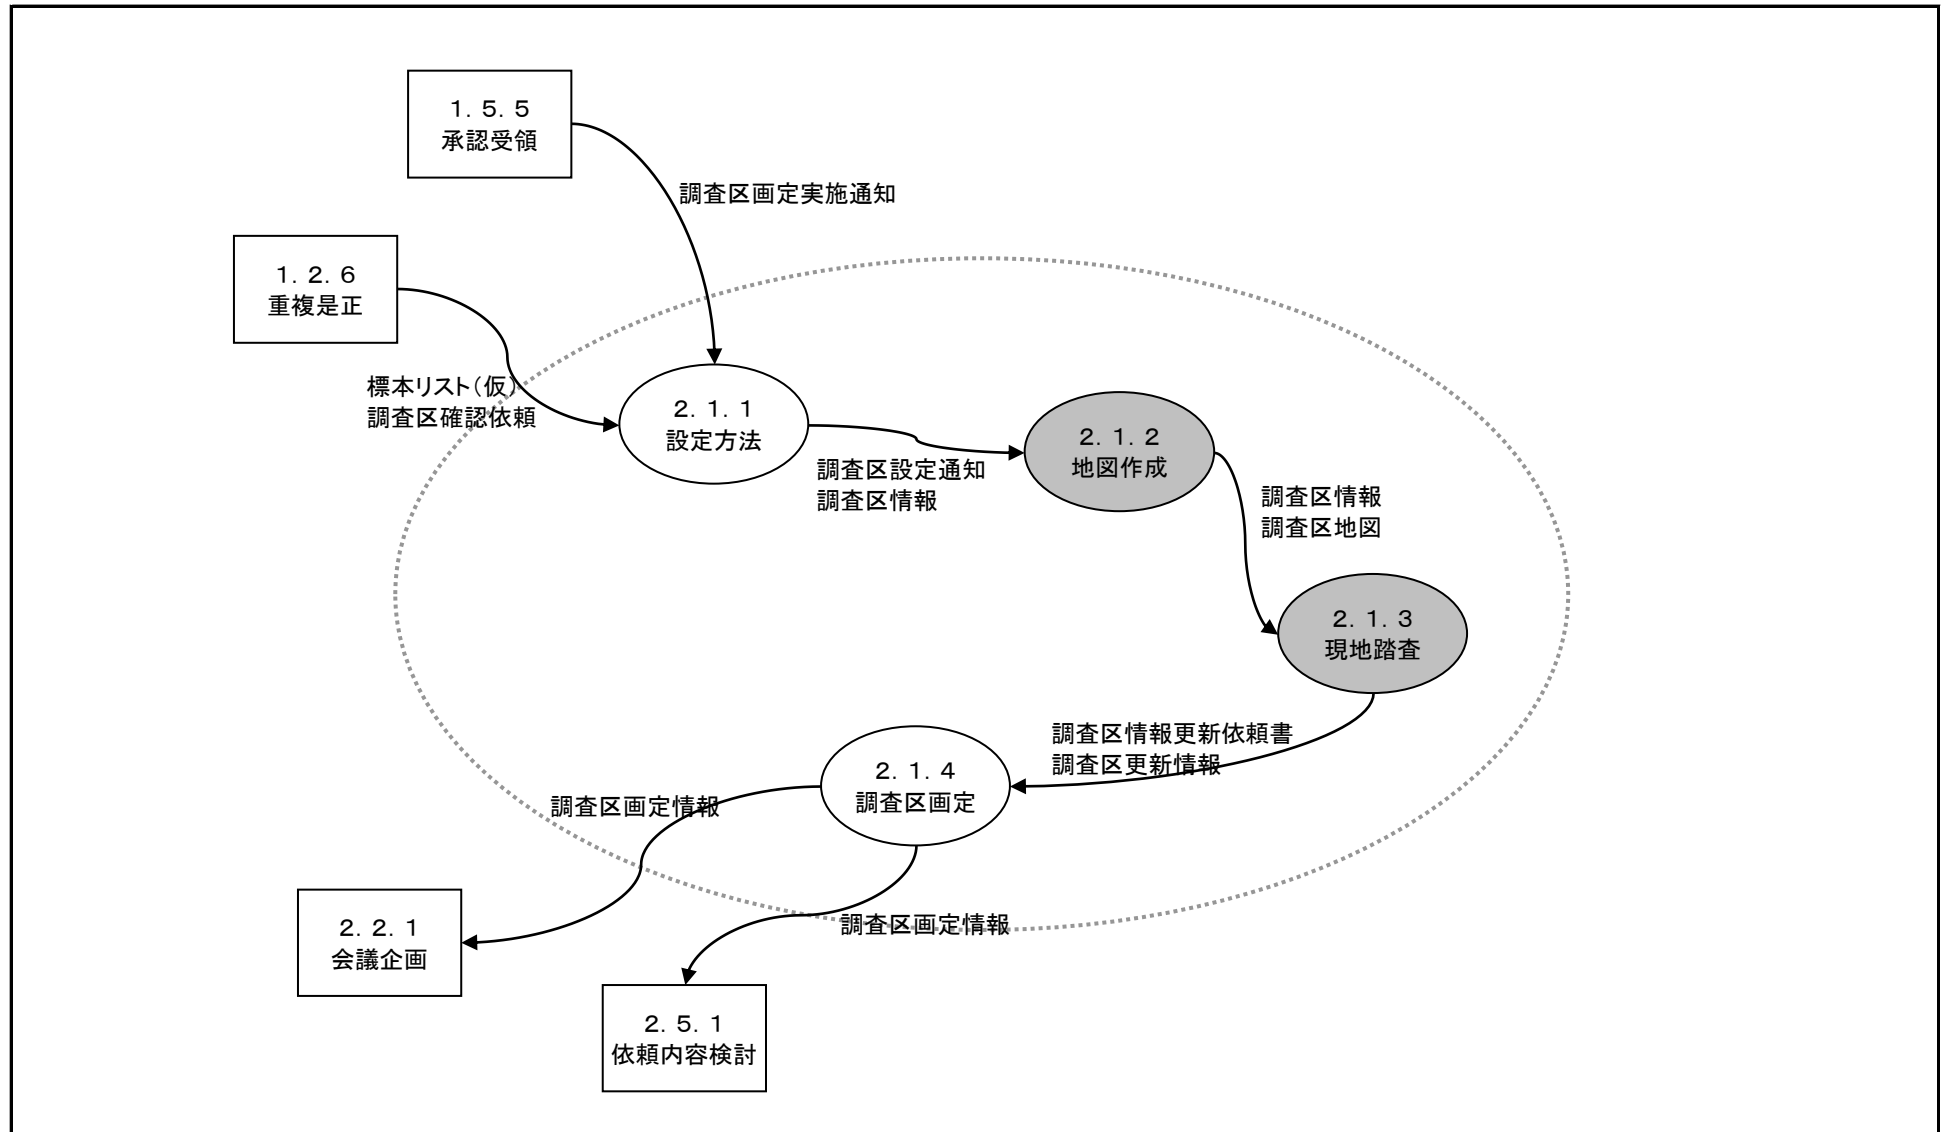 1.5.5
承認受領
調査区画定実施通知
1.2.6
重複是正
標本リスト(仮)
調査区確認依頼
2.1.1
設定方法
調査区設定通知
調査区情報
2.1.2
地図作成
調査区情報
調査区地図
2.1.3
現地踏査
調査区情報更新依頼書
調査区更新情報
2.1.4
調査区画定
調査区画定情報
2.2.1
会議企画
調査区画定情報
2.5.1
依頼内容検討